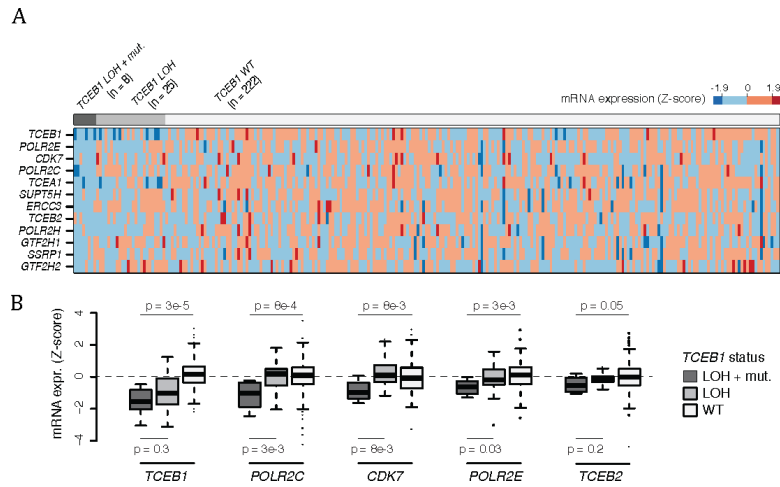 A
TCEB1 LOH + mut.
(n = 8)
TCEB1 LOH
(n = 25)
TCEB1 WT
(n = 222)
mRNA expression (Z-score)
-1.9 0 1.9
TCEB1
POLR2E
CDK7
POLR2C
TCEA1
SUPT5H
ERCC3
TCEB2
POLR2H
GTF2H1
SSRP1
GTF2H2
B
mRNA expr. (Z-score)
4
2
0
-2
-4
p = 3e-5 p = 8e-4 p = 8e-3 p = 3e-3 p = 0.05
p = 0.3 p = 3e-3 p = 8e-3 p = 0.03 p = 0.2
TCEB1 POLR2C CDK7 POLR2E TCEB2
TCEB1 status
LOH + mut.
LOH
WT